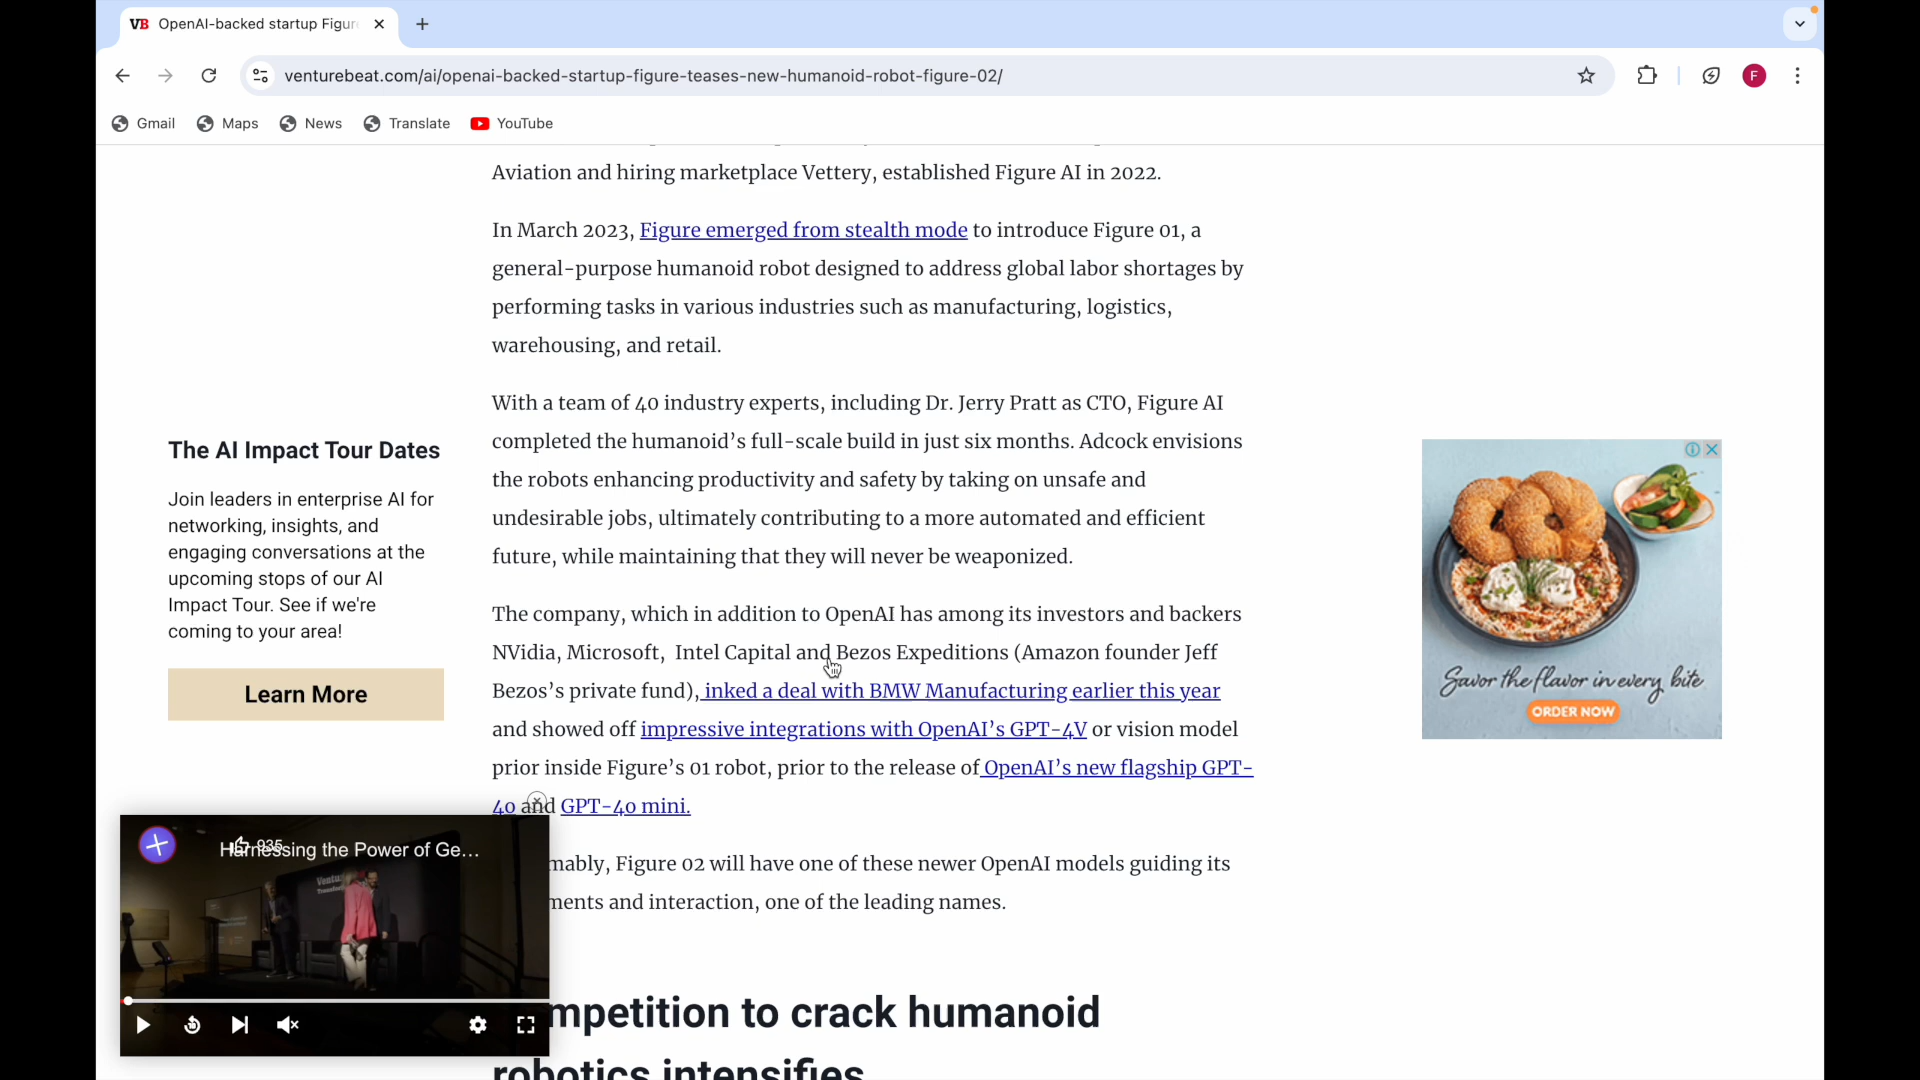 VB OpenAI-backed startup Figur
venturebeat.com/ai/openai-backed-startup-figure-teases-new-humanoid-robot-figure-02/
F
Gmail
Maps
News
Translate
YouTube
Aviation and hiring marketplace Vettery, established Figure AI in 2022.
In March 2023, Figure emerged from stealth mode to introduce Figure 01, a
general-purpose humanoid robot designed to address global labor shortages by
performing tasks in various industries such as manufacturing, logistics,
warehousing, and retail.
With a team of 40 industry experts, including Dr. Jerry Pratt as CTO, Figure AI
completed the humanoid’s full-scale build in just six months. Adcock envisions
the robots enhancing productivity and safety by taking on unsafe and
undesirable jobs, ultimately contributing to a more automated and efficient
future, while maintaining that they will never be weaponized.
The company, which in addition to OpenAI has among its investors and backers
NVidia, Microsoft, Intel Capital and Bezos Expeditions (Amazon founder Jeff
Bezos’s private fund), inked a deal with BMW Manufacturing earlier this year
and showed off impressive integrations with OpenAI’s GPT-4V or vision model
prior inside Figure’s 01 robot, prior to the release of OpenAI’s new flagship GPT-
4o and GPT-4o mini.
mably, Figure 02 will have one of these newer OpenAI models guiding its
ments and interaction, one of the leading names.
mpetition to crack humanoid
robotics intensifies
The AI Impact Tour Dates
Join leaders in enterprise AI for
networking, insights, and
engaging conversations at the
upcoming stops of our AI
Impact Tour. See if we're
coming to your area!
Learn More
935
Harnessing the Power of Ge...
Savor the flavor in every bite
ORDER NOW